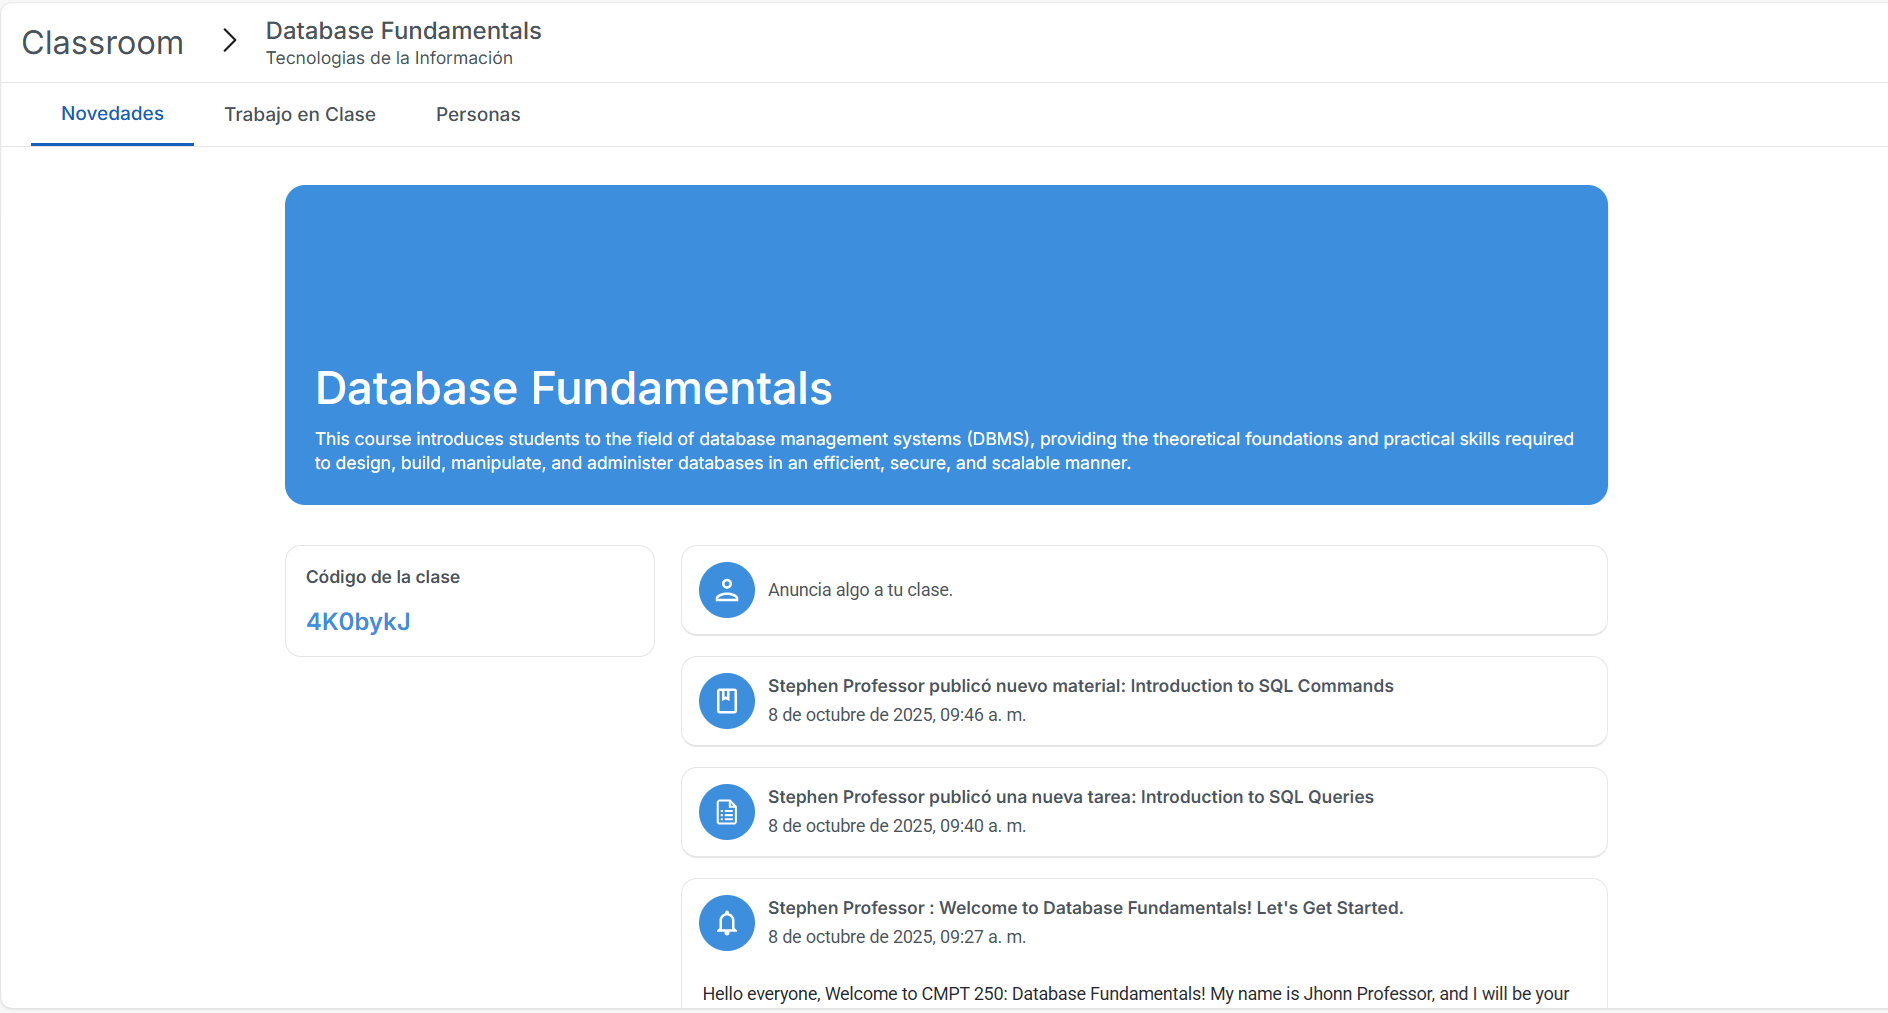 Classroom
Database Fundamentals
Tecnologias de la Información
Novedades
Trabajo en Clase
Personas
Database Fundamentals
This course introduces students to the field of database management systems (DBMS), providing the theoretical foundations and practical skills required
to design, build, manipulate, and administer databases in an efficient, secure, and scalable manner.
Código de la clase
4K0bykJ
Anuncia algo a tu clase.
Stephen Professor publicó nuevo material: Introduction to SQL Commands
8 de octubre de 2025, 09:46 a. m.
Stephen Professor publicó una nueva tarea: Introduction to SQL Queries
8 de octubre de 2025, 09:40 a. m.
Stephen Professor : Welcome to Database Fundamentals! Let's Get Started.
8 de octubre de 2025, 09:27 a. m.
Hello everyone, Welcome to CMPT 250: Database Fundamentals! My name is Jhonn Professor, and I will be your